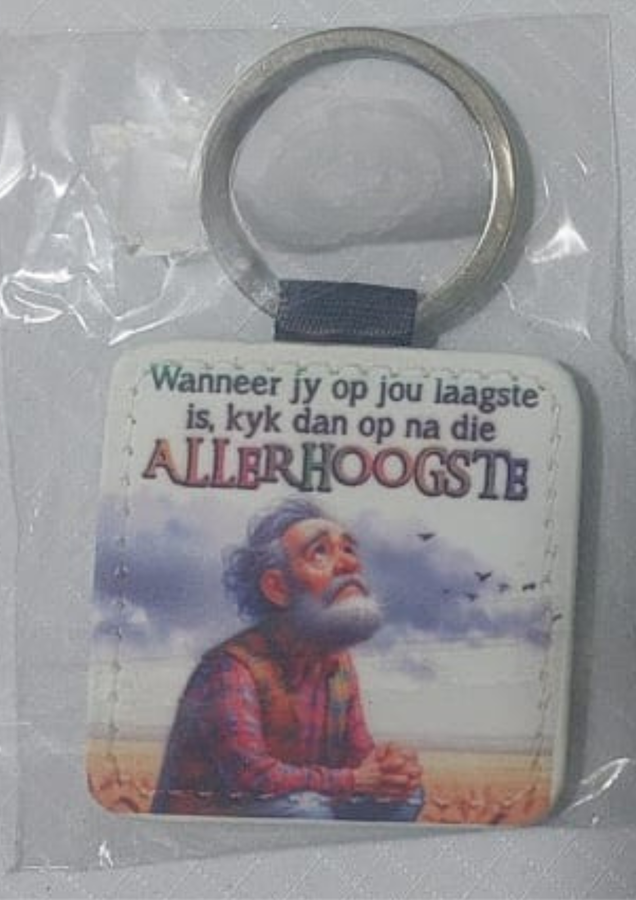 Wanneer jy op jou laagste
is, kyk dan op na die
ALLERHOOGSTE